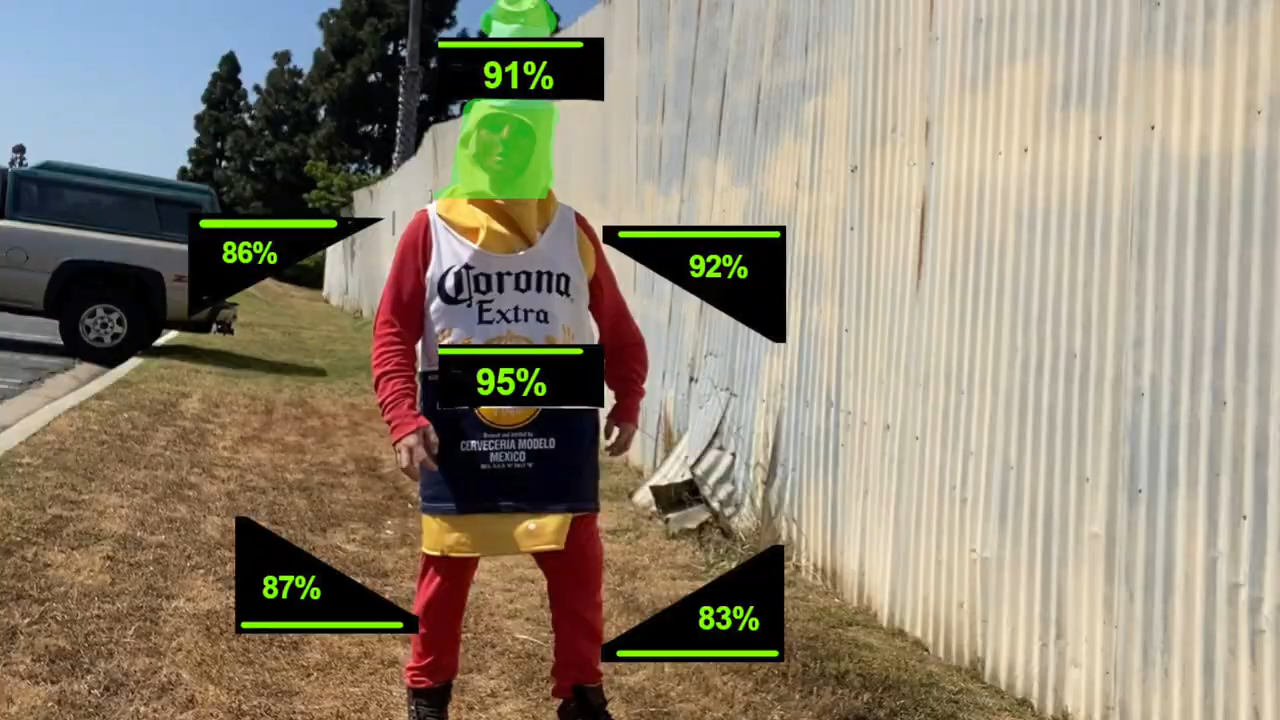 91%
86%
92%
Corona
Extra
95%
CERVECERIA MODELO
MEXICO
87%
83%